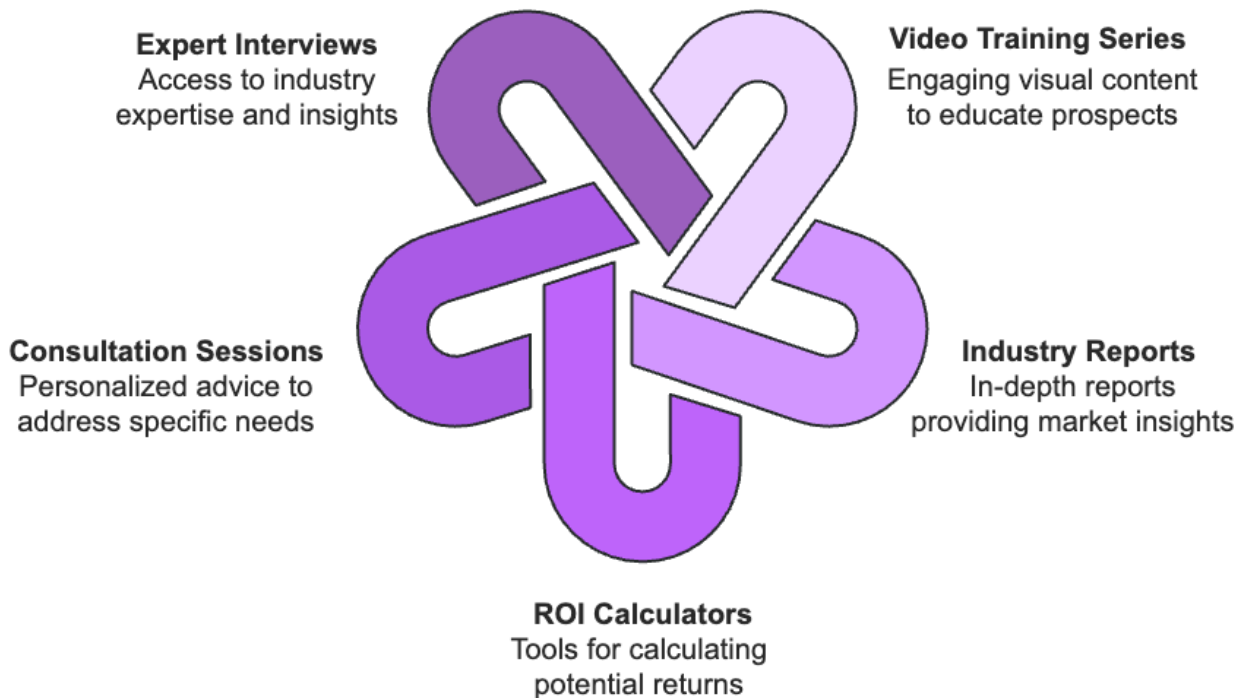 Expert Interviews
Access to industry
expertise and insights
Video Training Series
Engaging visual content
to educate prospects
Consultation Sessions
Personalized advice to
address specific needs
Industry Reports
In-depth reports
providing market insights
ROI Calculators
Tools for calculating
potential returns